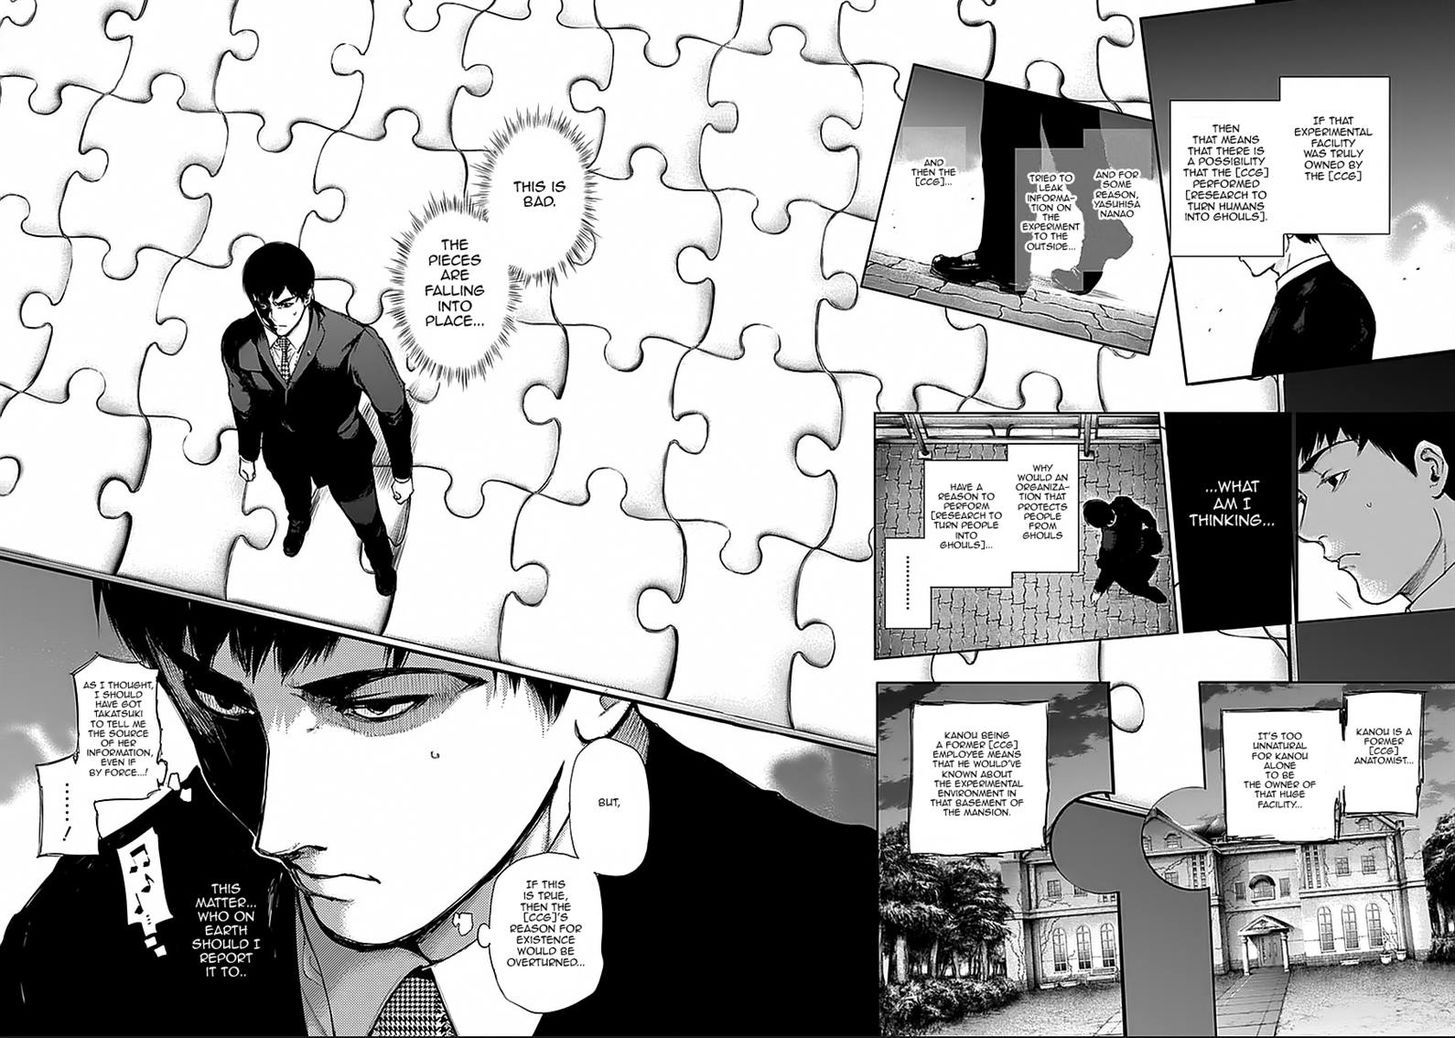 IF THAT
EXPERIMENTAL
FACILITY
WAS TRULY
OWNED BY
THE [CCG]
THEN
THAT MEANS
THAT THERE IS
A POSSIBILITY
THAT THE [CCG]
PERFORMED
[RESEARCH TO
TURN HUMANS
INTO GHOULS].
AND FOR
SOME
REASON,
YASUHISA
NANAO
TRIED TO
LEAK
INFORMA-
TION ON
THE
EXPERIMENT
TO THE
OUTSIDE...
AND
THEN THE
[CCG]...
...WHAT
AM I
THINKING...
WHY
WOULD AN
ORGANIZA-
TION THAT
PROTECTS
PEOPLE
FROM
GHOULS
HAVE A
REASON TO
PERFORM
[RESEARCH TO
TURN PEOPLE
INTO
GHOULS]...
.........
KANOU IS A
FORMER
[CCG]
ANATOMIST...
IT'S TOO
UNNATURAL
FOR KANOU
ALONE
TO BE
THE OWNER OF
THAT HUGE
FACILITY...
KANOU BEING
A FORMER [CCG]
EMPLOYEE MEANS
THAT HE WOULD'VE
KNOWN ABOUT
THE EXPERIMENTAL
ENVIRONMENT IN
THAT BASEMENT OF
THE MANSION.
THIS IS
BAD.
THE
PIECES
ARE
FALLING
INTO
PLACE...
BUT,
IF THIS
IS TRUE,
THEN THE
[CCG]'S
REASON FOR
EXISTENCE
WOULD BE
OVERTURNED...
THIS
MATTER...
WHO ON
EARTH
SHOULD I
REPORT
IT TO..
AS I THOUGHT,
I SHOULD
HAVE GOT
TAKATSUKI
TO TELL ME
THE SOURCE
OF HER
INFORMATION,
EVEN IF
BY FORCE...!
......!
♫♪♪...